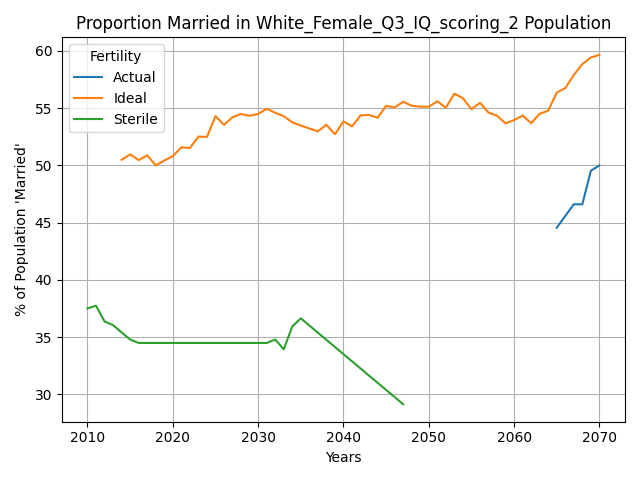 Proportion Married in White_Female_Q3_IQ_scoring_2 Population
Fertility
Actual
Ideal
Sterile
% of Population 'Married'
60
55
50
45
40
35
30
2010
2020
2030
2040
2050
2060
2070
Years